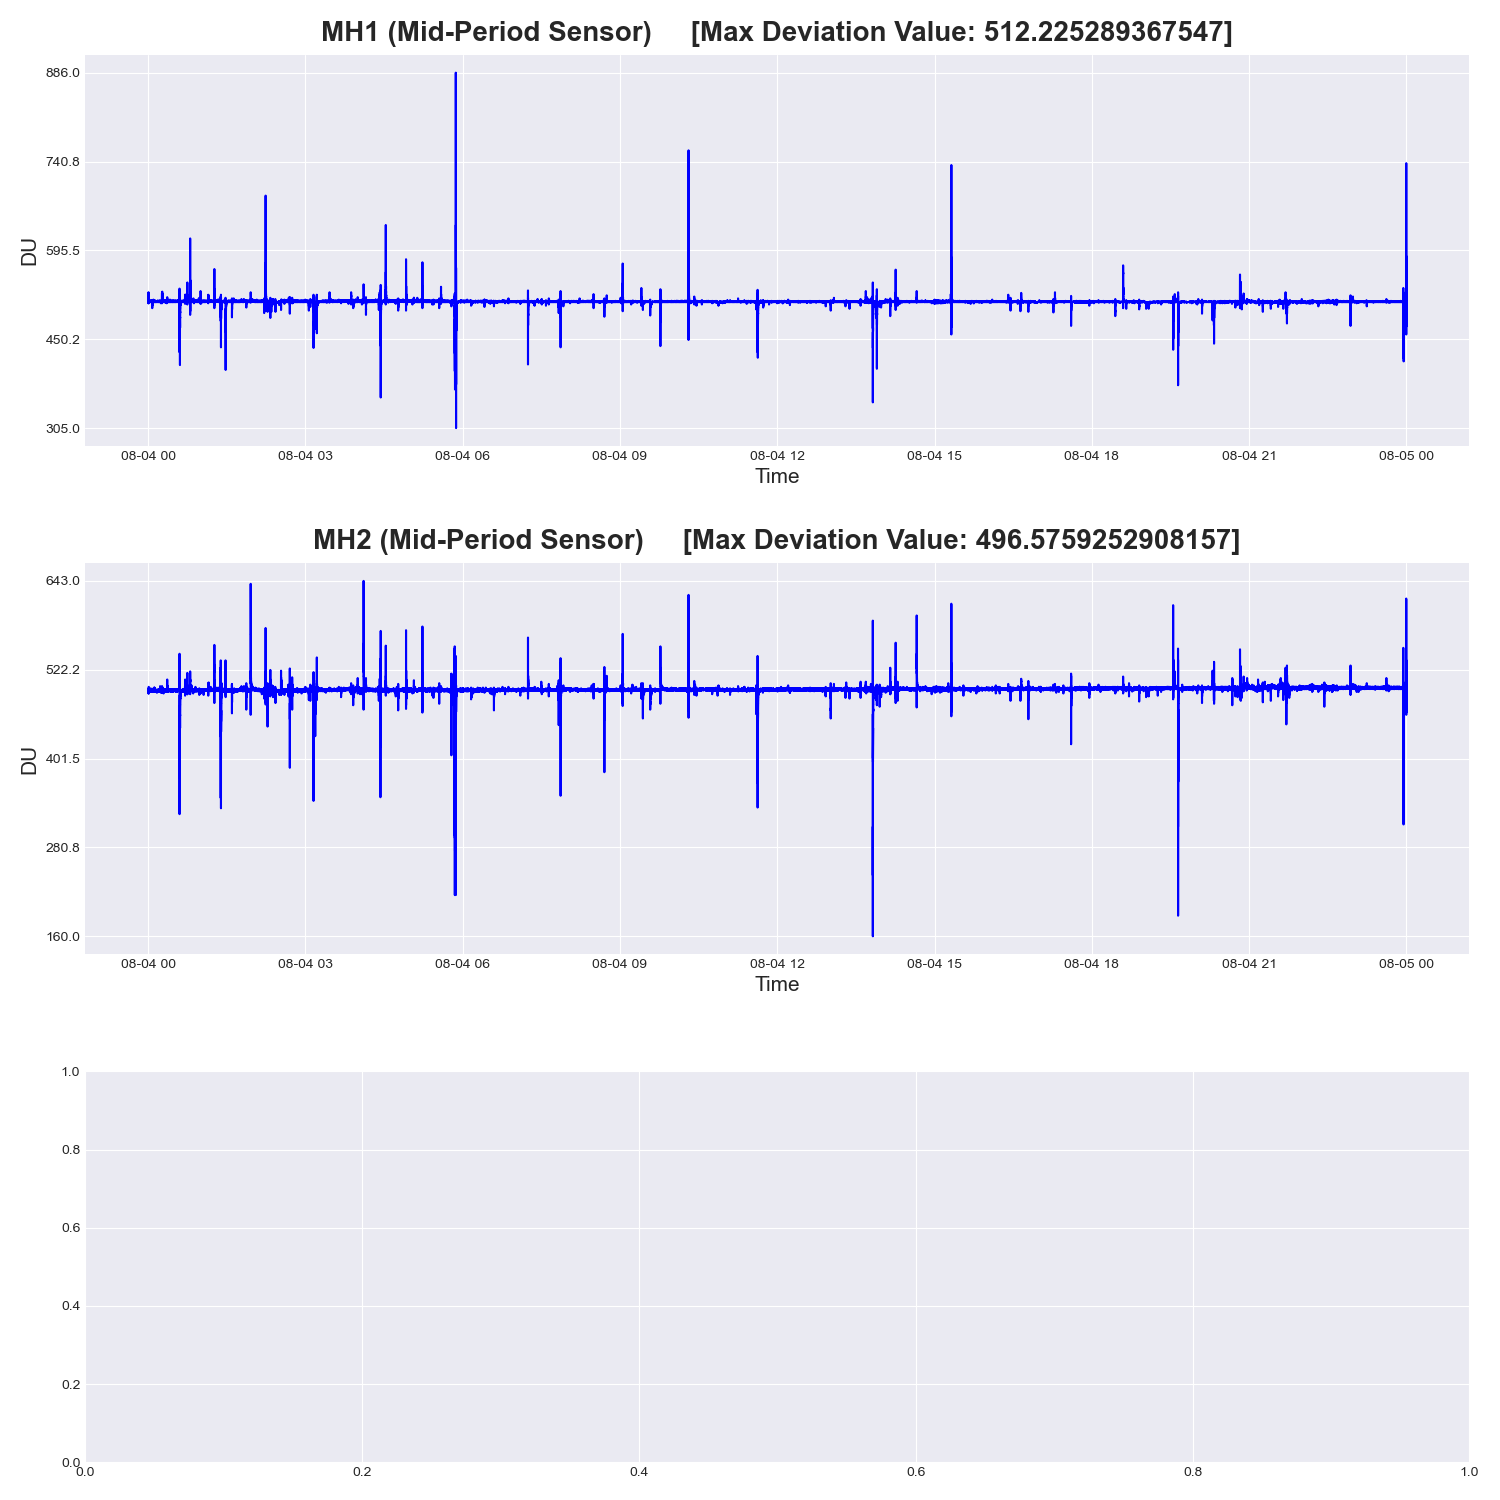 MH1 (Mid-Period Sensor) [Max Deviation Value: 512.225289367547]
886.0
740.8
595.5
450.2
305.0
DU
08-04 00 08-04 03 08-04 06 08-04 09 08-04 12 08-04 15 08-04 18 08-04 21 08-05 00
Time
MH2 (Mid-Period Sensor) [Max Deviation Value: 496.5759252908157]
643.0
522.2
401.5
280.8
160.0
DU
08-04 00 08-04 03 08-04 06 08-04 09 08-04 12 08-04 15 08-04 18 08-04 21 08-05 00
Time
1.0
0.8
0.6
0.4
0.2
0.0
0.0 0.2 0.4 0.6 0.8 1.0